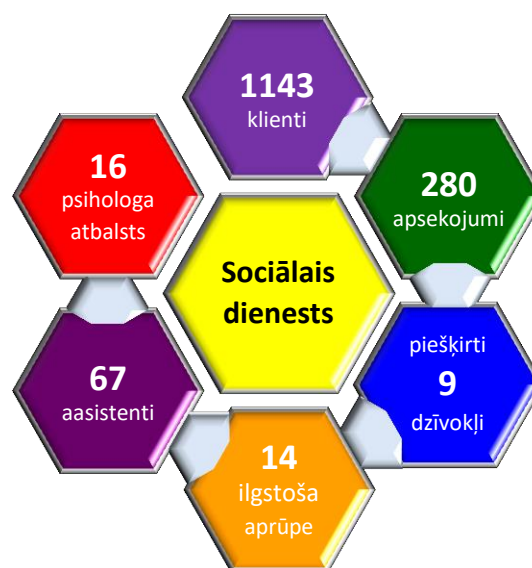 1143
klienti
280
apsekojumi
piešķirti
9
dzīvokļi
14
ilgstoša
aprūpe
67
aasistenti
16
psihologa
atbalsts
Sociālais
dienests